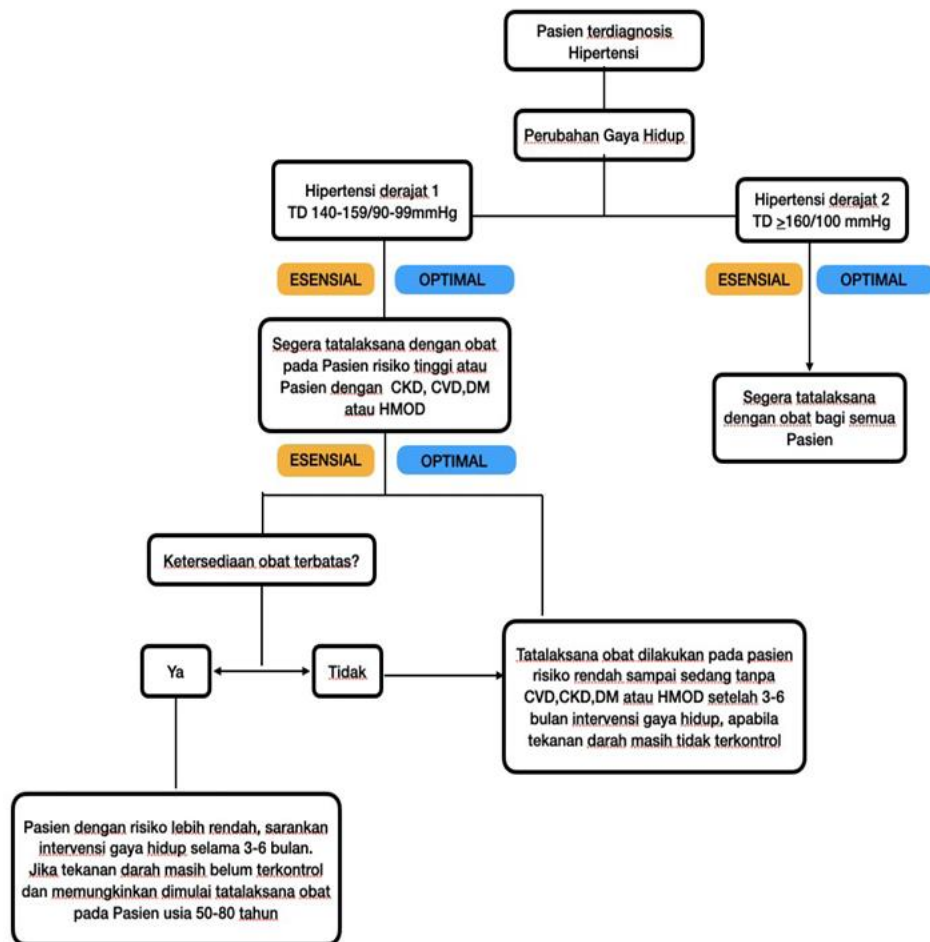 Pasien terdiagnosis
Hipertensi
Perubahan Gaya Hidup
Hipertensi derajat 1
TD 140-159/90-99mmHg
Hipertensi derajat 2
TD ≥160/100 mmHg
ESENSIAL
OPTIMAL
ESENSIAL
OPTIMAL
Segera tatalaksana dengan obat
pada Pasien risiko tinggi atau
Pasien dengan CKD, CVD,DM
atau HMOD
Segera tatalaksana
dengan obat bagi semua
Pasien
ESENSIAL
OPTIMAL
Ketersediaan obat terbatas?
Ya
Tidak
Tatalaksana obat dilakukan pada pasien
risiko rendah sampai sedang tanpa
CVD,CKD,DM atau HMOD setelah 3-6
bulan intervensi gaya hidup, apabila
tekanan darah masih tidak terkontrol
Pasien dengan risiko lebih rendah, sarankan
intervensi gaya hidup selama 3-6 bulan.
Jika tekanan darah masih belum terkontrol
dan memungkinkan dimulai tatalaksana obat
pada Pasien usia 50-80 tahun